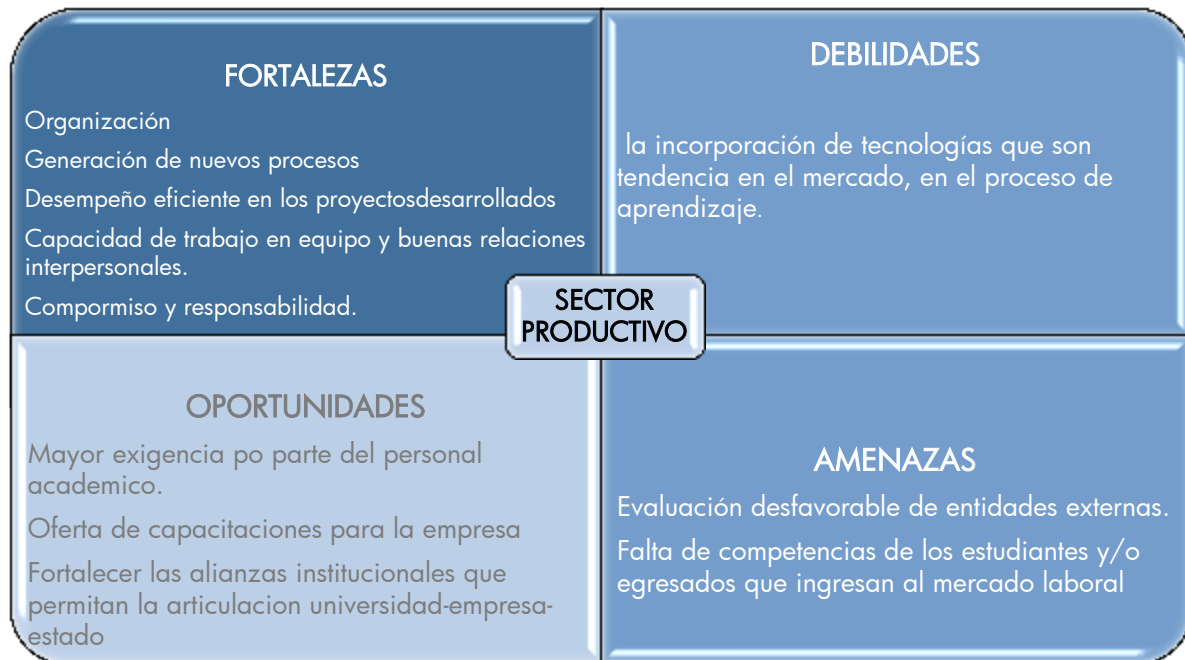 FORTALEZAS
Organización
Generación de nuevos procesos
Desempeño eficiente en los proyectosdesarrollados
Capacidad de trabajo en equipo y buenas relaciones
interpersonales.
Compormiso y responsabilidad.
DEBILIDADES
la incorporación de tecnologías que son
tendencia en el mercado, en el proceso de
aprendizaje.
SECTOR
PRODUCTIVO
OPORTUNIDADES
Mayor exigencia po parte del personal
academico.
Oferta de capacitaciones para la empresa
Fortalecer las alianzas institucionales que
permitan la articulacion universidad-empresa-
estado
AMENAZAS
Evaluación desfavorable de entidades externas.
Falta de competencias de los estudiantes y/o
egresados que ingresan al mercado laboral